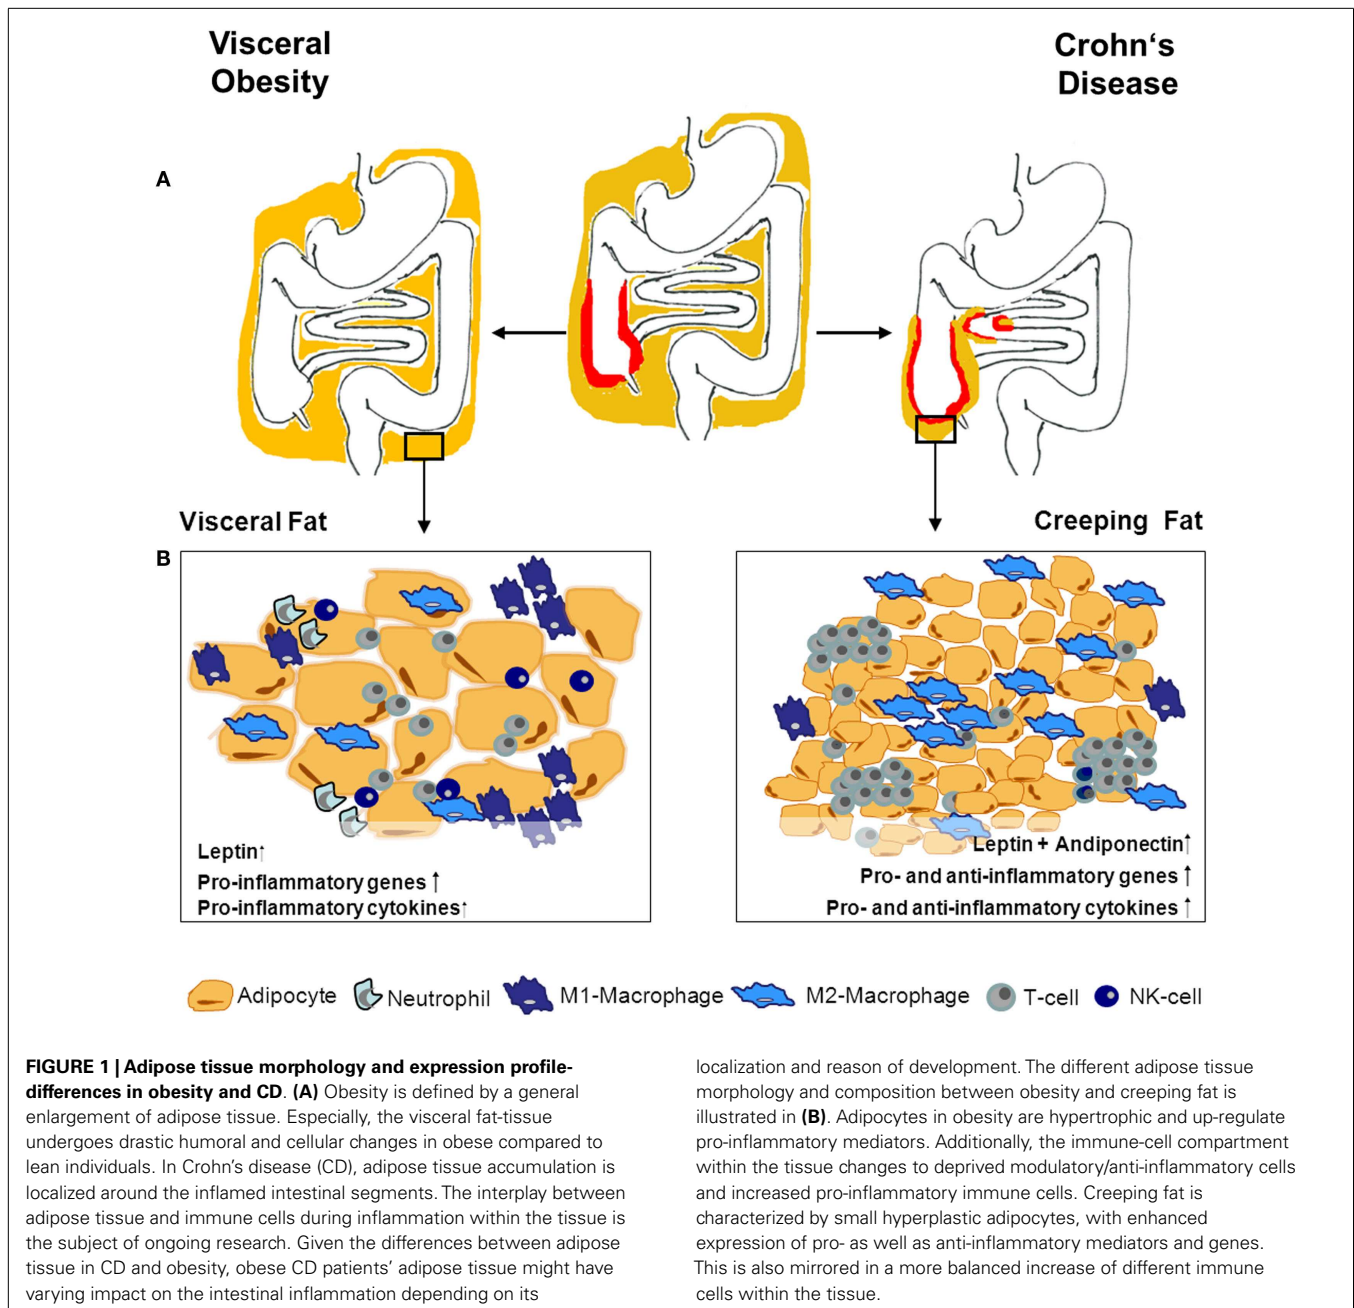 Visceral
Obesity
Crohn‘s
Disease
A
Visceral Fat
Creeping Fat
B
Leptin↑
Pro-inflammatory genes ↑
Pro-inflammatory cytokines↑
Leptin + Andiponectin↑
Pro- and anti-inflammatory genes ↑
Pro- and anti-inflammatory cytokines ↑
Adipocyte
Neutrophil
M1-Macrophage
M2-Macrophage
T-cell
NK-cell
FIGURE 1 | Adipose tissue morphology and expression profile-
differences in obesity and CD. (A) Obesity is defined by a general
enlargement of adipose tissue. Especially, the visceral fat-tissue
undergoes drastic humoral and cellular changes in obese compared to
lean individuals. In Crohn’s disease (CD), adipose tissue accumulation is
localized around the inflamed intestinal segments. The interplay between
adipose tissue and immune cells during inflammation within the tissue is
the subject of ongoing research. Given the differences between adipose
tissue in CD and obesity, obese CD patients’ adipose tissue might have
varying impact on the intestinal inflammation depending on its
localization and reason of development. The different adipose tissue
morphology and composition between obesity and creeping fat is
illustrated in (B). Adipocytes in obesity are hypertrophic and up-regulate
pro-inflammatory mediators. Additionally, the immune-cell compartment
within the tissue changes to deprived modulatory/anti-inflammatory cells
and increased pro-inflammatory immune cells. Creeping fat is
characterized by small hyperplastic adipocytes, with enhanced
expression of pro- as well as anti-inflammatory mediators and genes.
This is also mirrored in a more balanced increase of different immune
cells within the tissue.